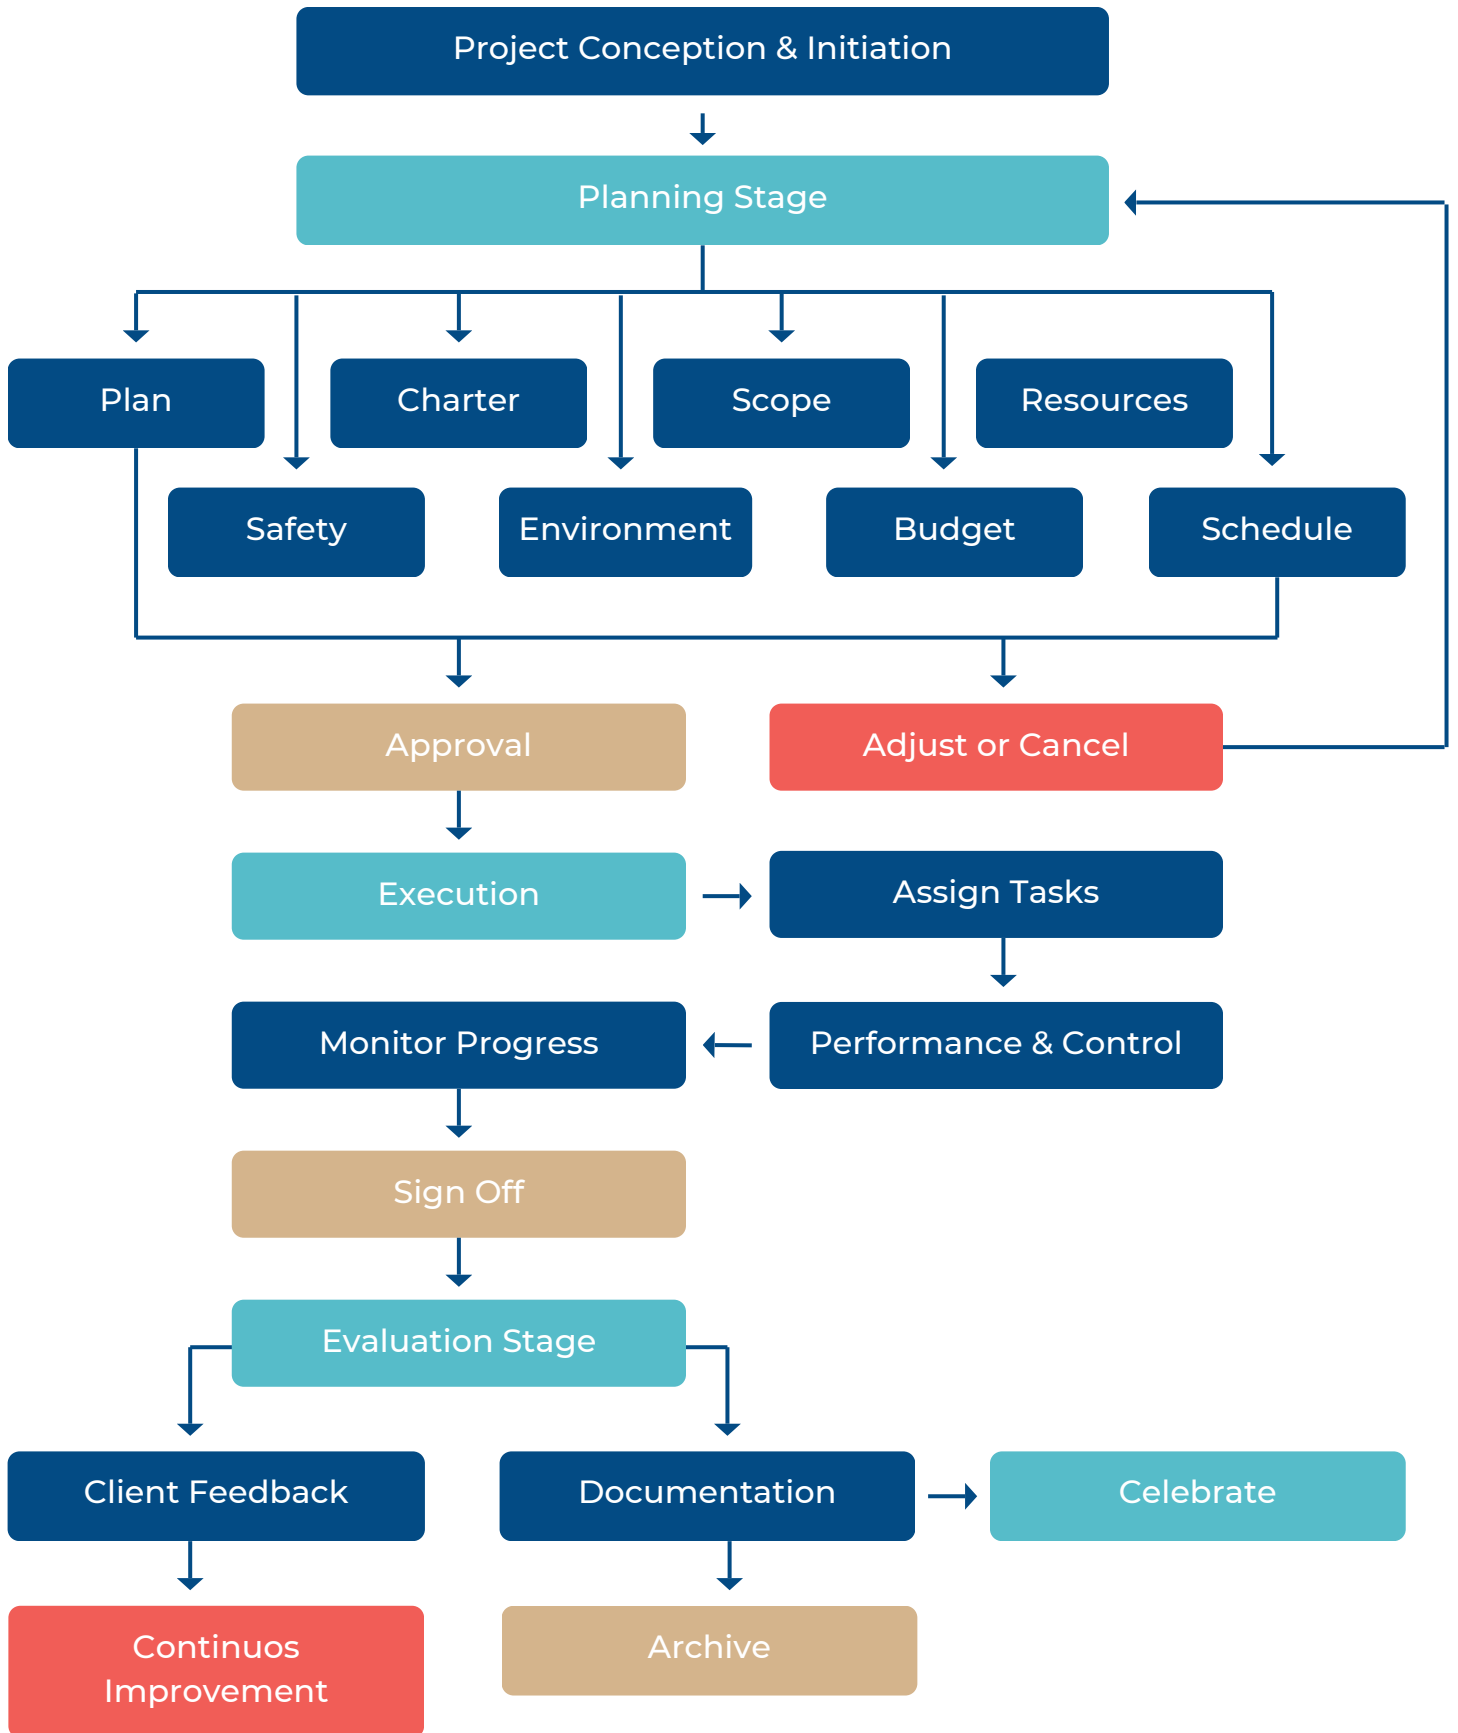 Project Conception & Initiation
Planning Stage
Plan
Charter
Scope
Resources
Safety
Environment
Budget
Schedule
Approval
Adjust or Cancel
Execution
Assign Tasks
Monitor Progress
Performance & Control
Sign Off
Evaluation Stage
Client Feedback
Documentation
Celebrate
Continuos
Improvement
Archive